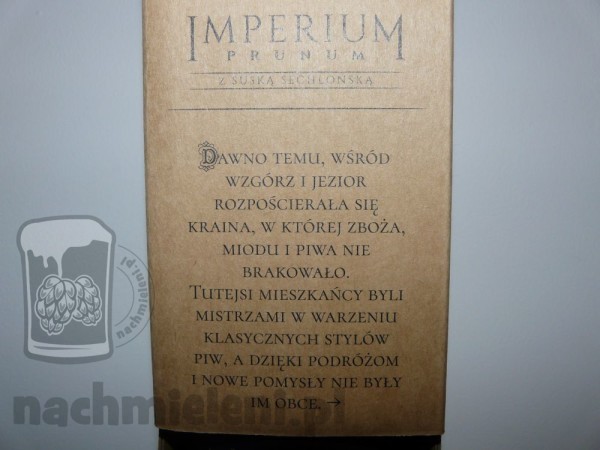 IMPERIUM
PRUNUM
Z SUSKĄ SECHLOŃSKĄ
DAWNO TEMU, WŚRÓD
WZGÓRZ I JEZIOR
ROZPOŚCIERAŁA SIĘ
KRAINA, W KTÓREJ ZBOŻA,
MIODU I PIWA NIE
BRAKOWAŁO.
TUTEJSI MIESZKAŃCY BYLI
MISTRZAMI W WARZENIU
KLASYCZNYCH STYLÓW
PIW, A DZIĘKI PODRÓŻOM
I NOWE POMYSŁY NIE BYŁY
IM OBCE. →
nachmieleni.pl
nachmieleni.pl